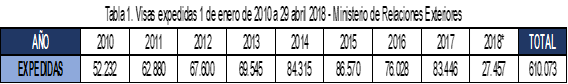 Tabla 1. Visas expedidas 1 de enero de 2010 a 29 abril 2018 - Ministerio de Relaciones Exteriores
AÑO 2010 2011 2012 2013 2014 2015 2016 2017 2018* TOTAL
EXPEDIDAS 52.232 62.880 67.600 69.545 84.315 86.570 76.028 83.446 27.457 610.073